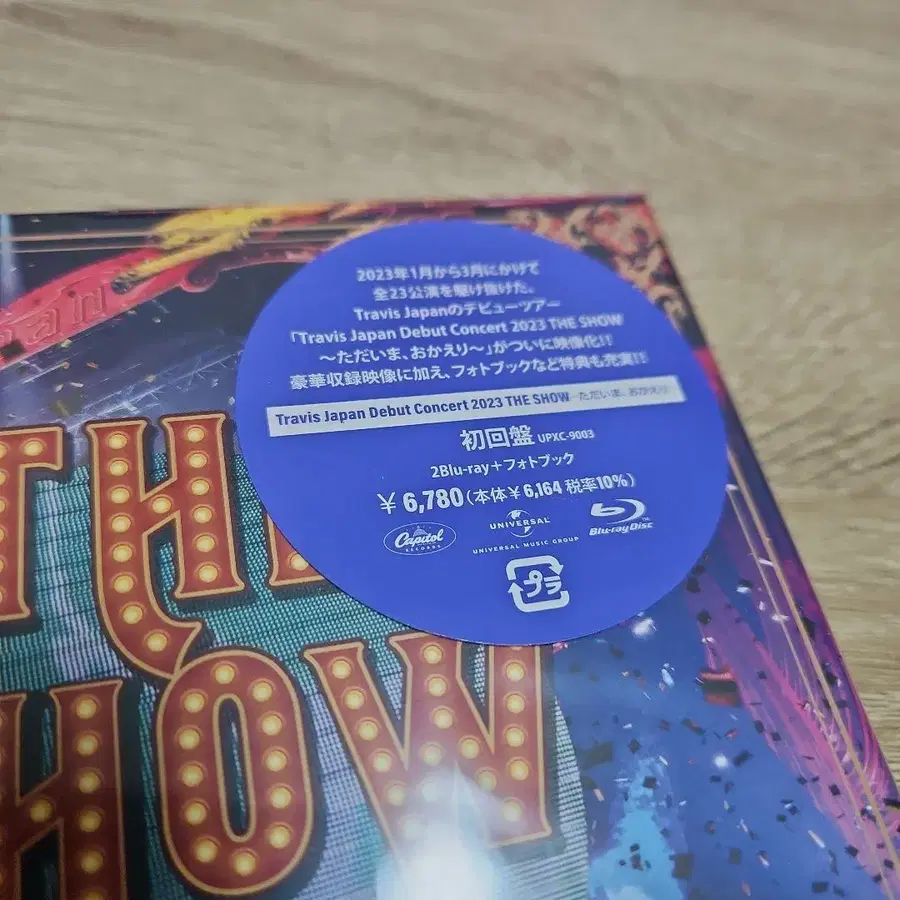 2023年1月から3月にかけて
全23公演を駆け抜けた、
Travis Japanのデビューツアー
「Travis Japan Debut Concert 2023 THE SHOW
〜ただいま、おかえり〜」がついに映像化!!
豪華収録映像に加え、フォトブックなど特典も充実!!
Travis Japan Debut Concert 2023 THE SHOW〜ただいま、おかえり〜
初回盤 UPXC-9003
2Blu-ray+フォトブック
¥6,780(本体¥6,164 税率10%)
Capitol
RECORDS
UNIVERSAL
UNIVERSAL MUSIC GROUP
Blu-ray Disc
プラ
pan
THE
HOW